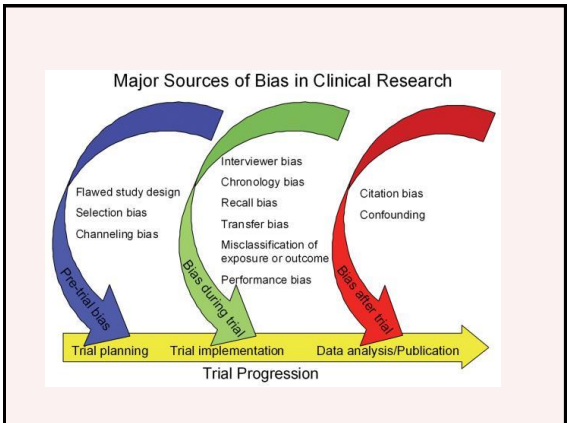 Major Sources of Bias in Clinical Research
Flawed study design
Selection bias
Channeling bias
Pre-trial bias
Interviewer bias
Chronology bias
Recall bias
Transfer bias
Misclassification of
exposure or outcome
Performance bias
Bias during trial
Citation bias
Confounding
Bias after trial
Trial planning
Trial implementation
Data analysis/Publication
Trial Progression